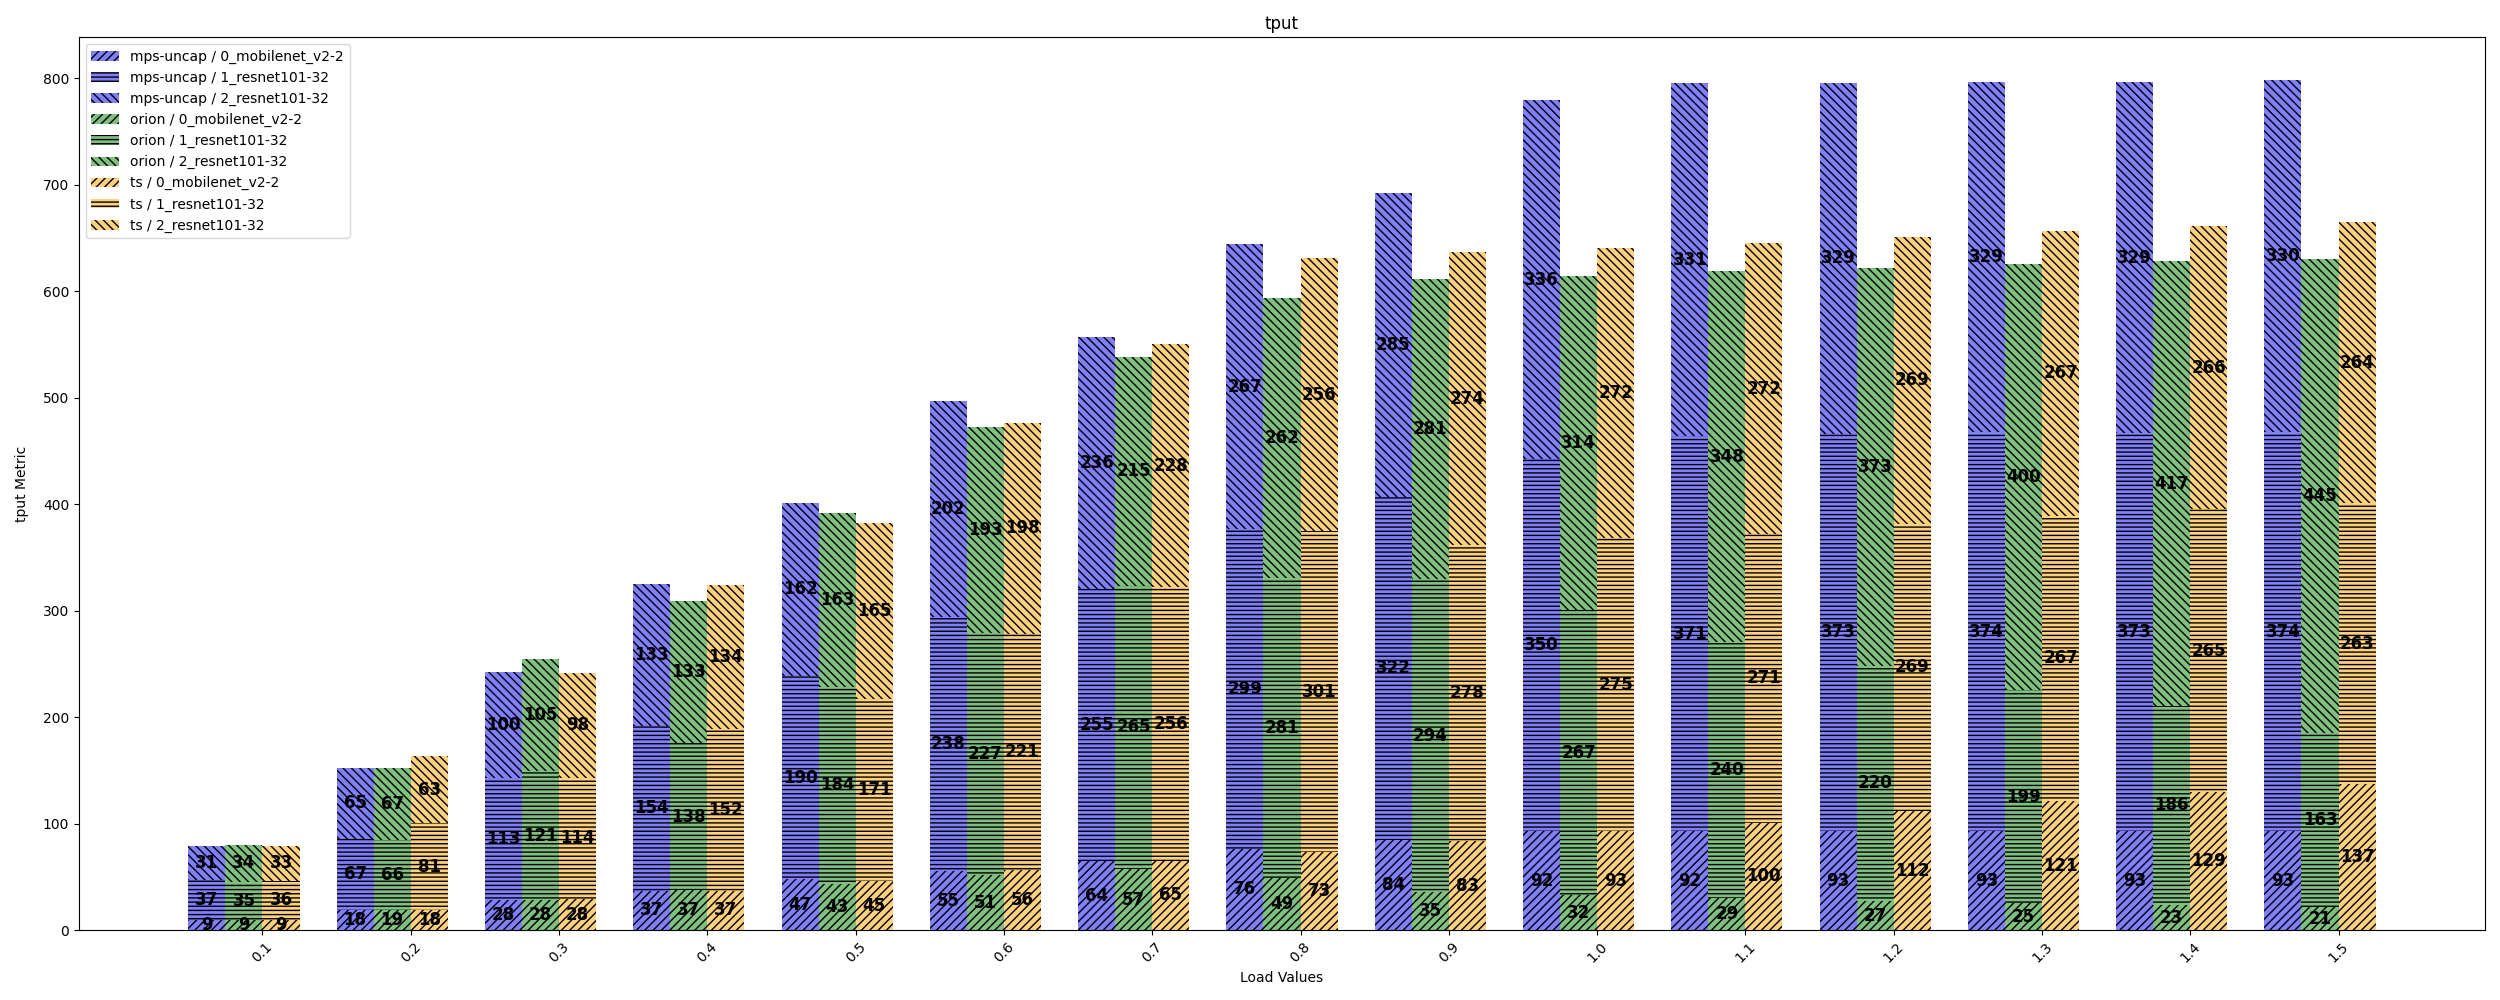 tput
mps-uncap / 0_mobilenet_v2-2
mps-uncap / 1_resnet101-32
mps-uncap / 2_resnet101-32
orion / 0_mobilenet_v2-2
orion / 1_resnet101-32
orion / 2_resnet101-32
ts / 0_mobilenet_v2-2
ts / 1_resnet101-32
ts / 2_resnet101-32
tput Metric
800
700
600
500
400
300
200
100
0
31 34 33
37 35 36
9 9 9
65 67 63
67 66 81
18 19 18
100 105 98
113 121 114
28 28 28
133 133 134
154 138 152
37 37 37
162 163 165
190 184 171
47 43 45
202 193 198
238 227 221
55 51 56
236 215 228
255 265 256
64 57 65
267 262 256
299 281 301
76 49 73
285 281 274
322 294 278
84 35 83
336 314 272
350 267 275
92 32 93
331 348 272
371 240 271
92 29 100
329 373 269
373 220 269
93 27 112
329 400 267
374 199 267
93 25 121
329 417 266
373 186 265
93 23 129
330 445 264
374 163 263
93 21 137
0.1 0.2 0.3 0.4 0.5 0.6 0.7 0.8 0.9 1.0 1.1 1.2 1.3 1.4 1.5
Load Values